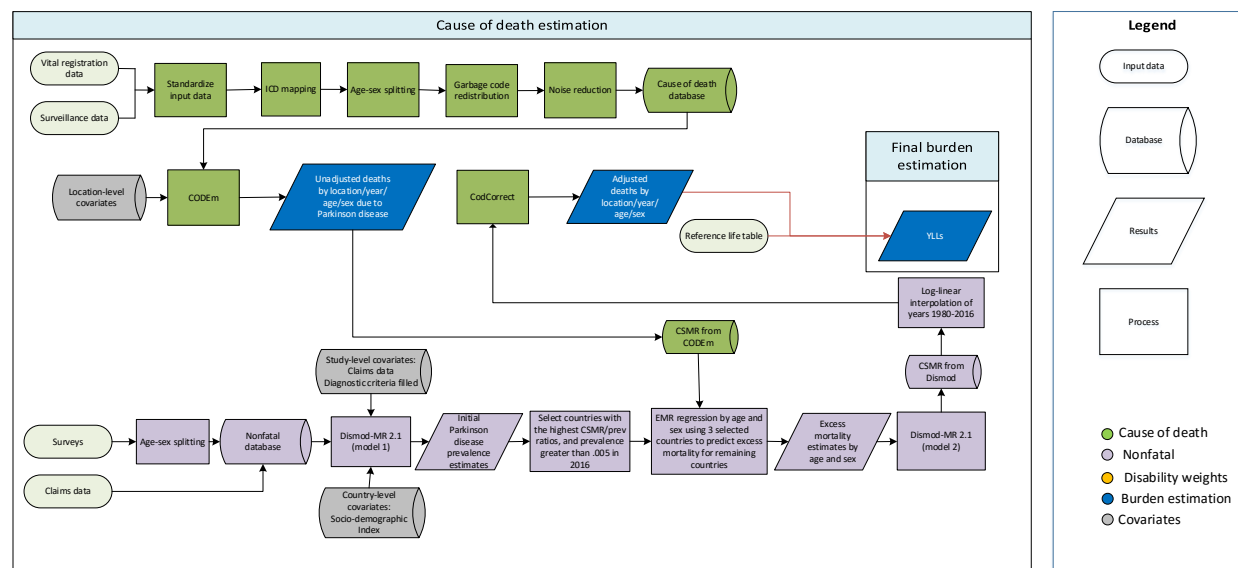 Cause of death estimation
Vital registration
data
Surveillance data
Standardize
input data
ICD mapping
Age-sex splitting
Garbage code
redistribution
Noise reduction
Cause of death
database
Location-level
covariates
CODEm
Unadjusted deaths
by location/year/
age/sex due to
Parkinson disease
CodCorrect
Adjusted
deaths by
location/year/
age/sex
Reference life table
Final burden
estimation
YLLs
Log-linear
interpolation of
years 1980-2016
CSMR from
CODEm
CSMR from
Dismod
Study-level covariates:
Claims data
Diagnostic criteria filled
Surveys
Age-sex splitting
Nonfatal
database
Dismod-MR 2.1
(model 1)
Initial
Parkinson
disease
prevalence
estimates
Select countries with
the highest CSMR/prev
ratios, and prevalence
greater than .005 in
2016
EMR regression by age and
sex using 3 selected
countries to predict excess
mortality for remaining
countries
Excess
mortality
estimates by
age and sex
Dismod-MR 2.1
(model 2)
Claims data
Country-level
covariates:
Socio-demographic
Index
Legend
Input data
Database
Results
Process
Cause of death
Nonfatal
Disability weights
Burden estimation
Covariates